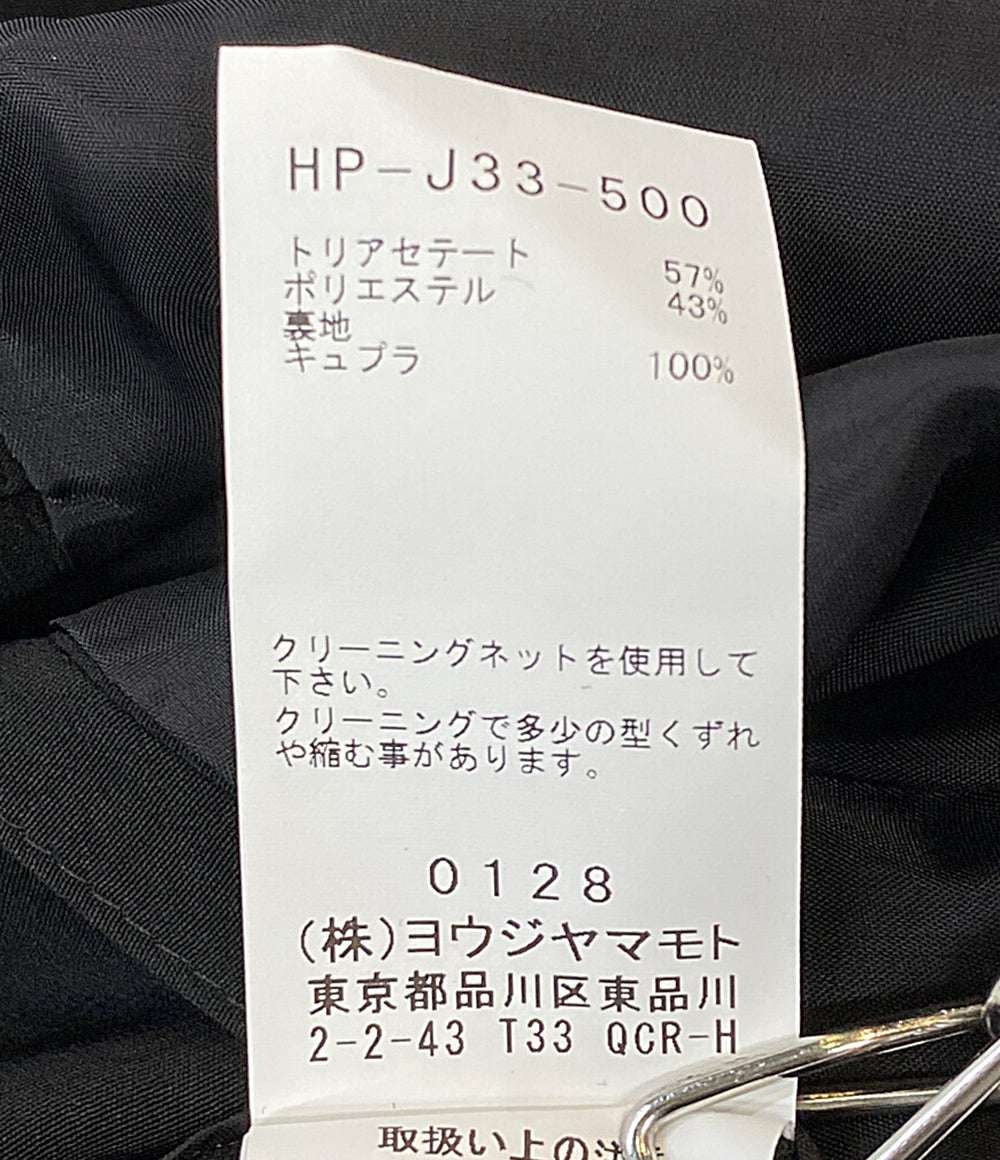 HP-J33-500
トリアセテート 57%
ポリエステル 43%
裏地
キュプラ 100%
クリーニングネットを使用して
下さい。
クリーニングで多少の型くずれ
や縮む事があります。
0128
(株)ヨウジヤマモト
東京都品川区東品川
2-2-43 T33 QCR-H
取扱い上の